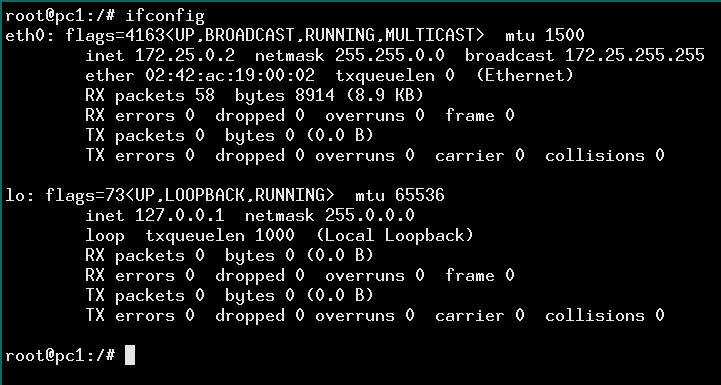 root@pc1:/# ifconfig
eth0: flags=4163<UP,BROADCAST,RUNNING,MULTICAST>  mtu 1500
        inet 172.25.0.2  netmask 255.255.0.0  broadcast 172.25.255.255
        ether 02:42:ac:19:00:02  txqueuelen 0  (Ethernet)
        RX packets 58  bytes 8914 (8.9 KB)
        RX errors 0  dropped 0  overruns 0  frame 0
        TX packets 0  bytes 0 (0.0 B)
        TX errors 0  dropped 0 overruns 0  carrier 0  collisions 0

lo: flags=73<UP,LOOPBACK,RUNNING>  mtu 65536
        inet 127.0.0.1  netmask 255.0.0.0
        loop  txqueuelen 1000  (Local Loopback)
        RX packets 0  bytes 0 (0.0 B)
        RX errors 0  dropped 0  overruns 0  frame 0
        TX packets 0  bytes 0 (0.0 B)
        TX errors 0  dropped 0 overruns 0  carrier 0  collisions 0

root@pc1:/#